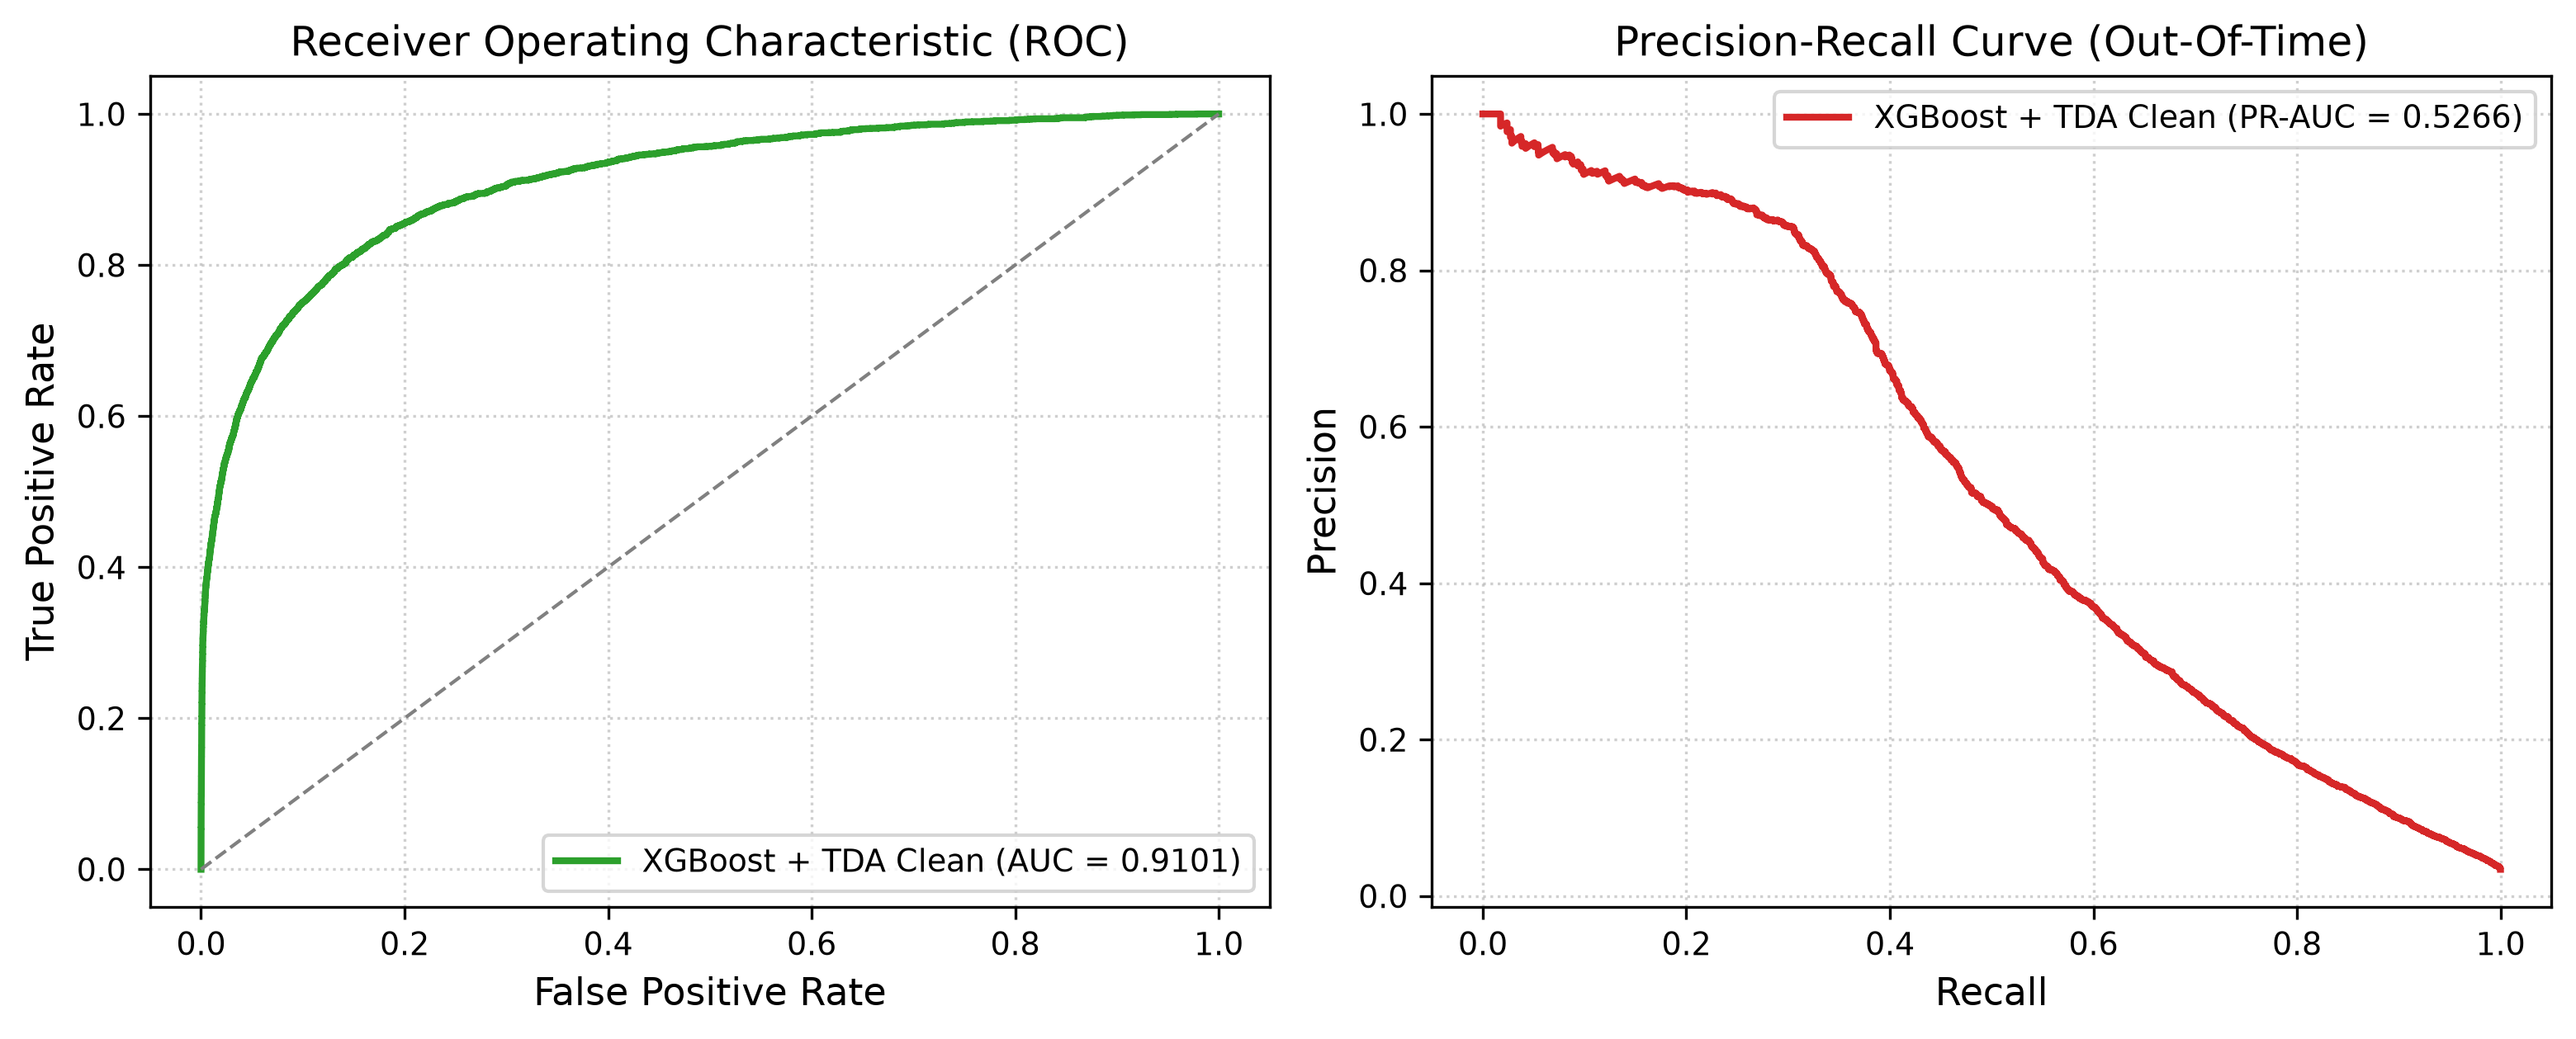 Receiver Operating Characteristic (ROC)
True Positive Rate
1.0
0.8
0.6
0.4
0.2
0.0
XGBoost + TDA Clean (AUC = 0.9101)
0.0 0.2 0.4 0.6 0.8 1.0
False Positive Rate
Precision-Recall Curve (Out-Of-Time)
Precision
1.0
0.8
0.6
0.4
0.2
0.0
XGBoost + TDA Clean (PR-AUC = 0.5266)
0.0 0.2 0.4 0.6 0.8 1.0
Recall